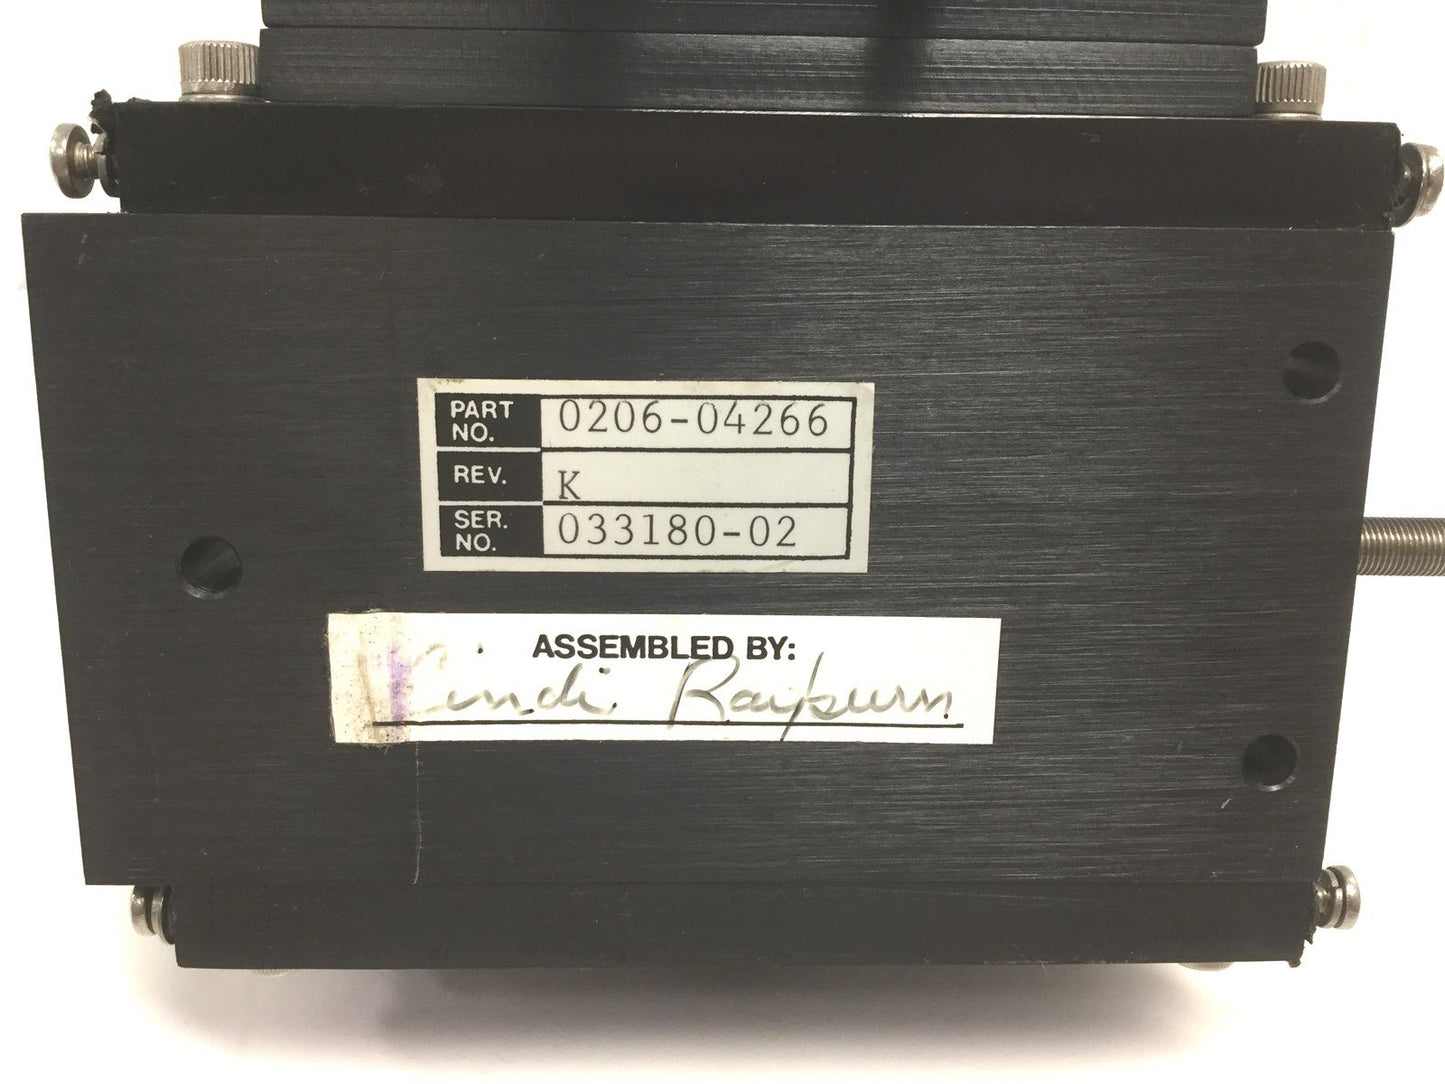 PART NO. 0206-04266
REV. K
SER. NO. 033180-02
ASSEMBLED BY:
Cindi Rayburn